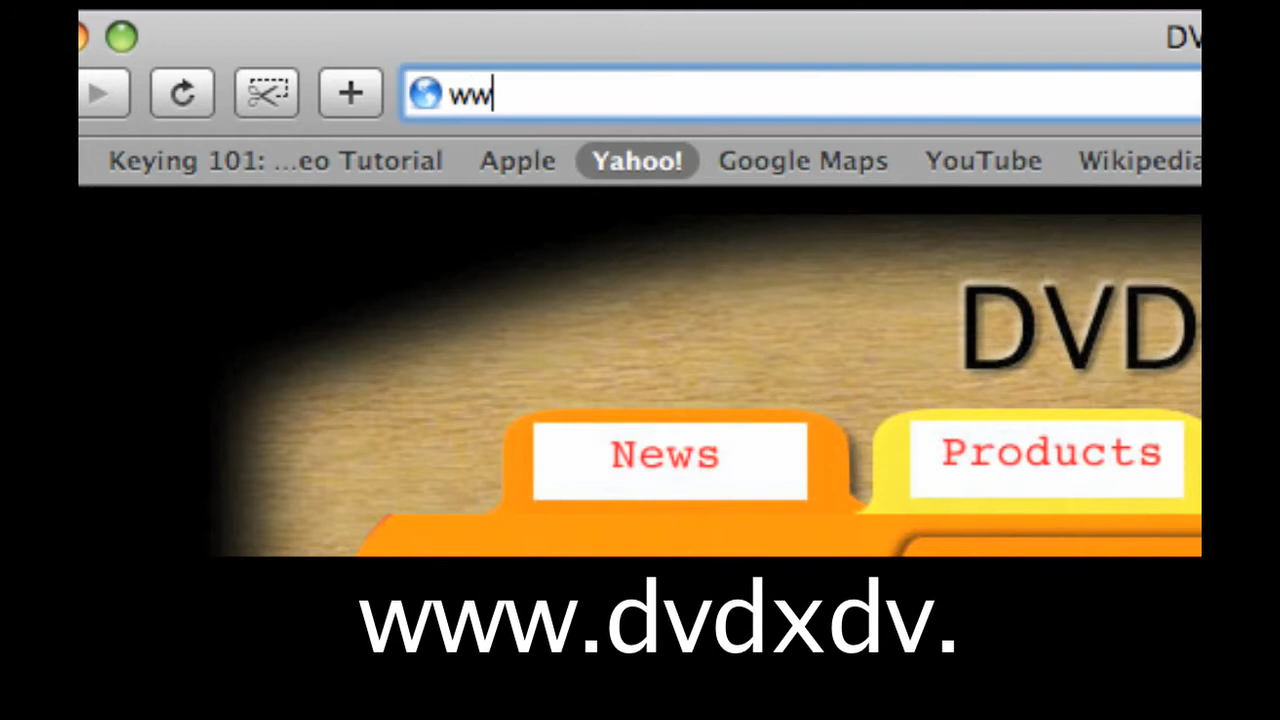 DV
ww
Keying 101: ...eo Tutorial Apple Yahoo! Google Maps YouTube Wikipedia
DVD
News Products
www.dvdxdv.